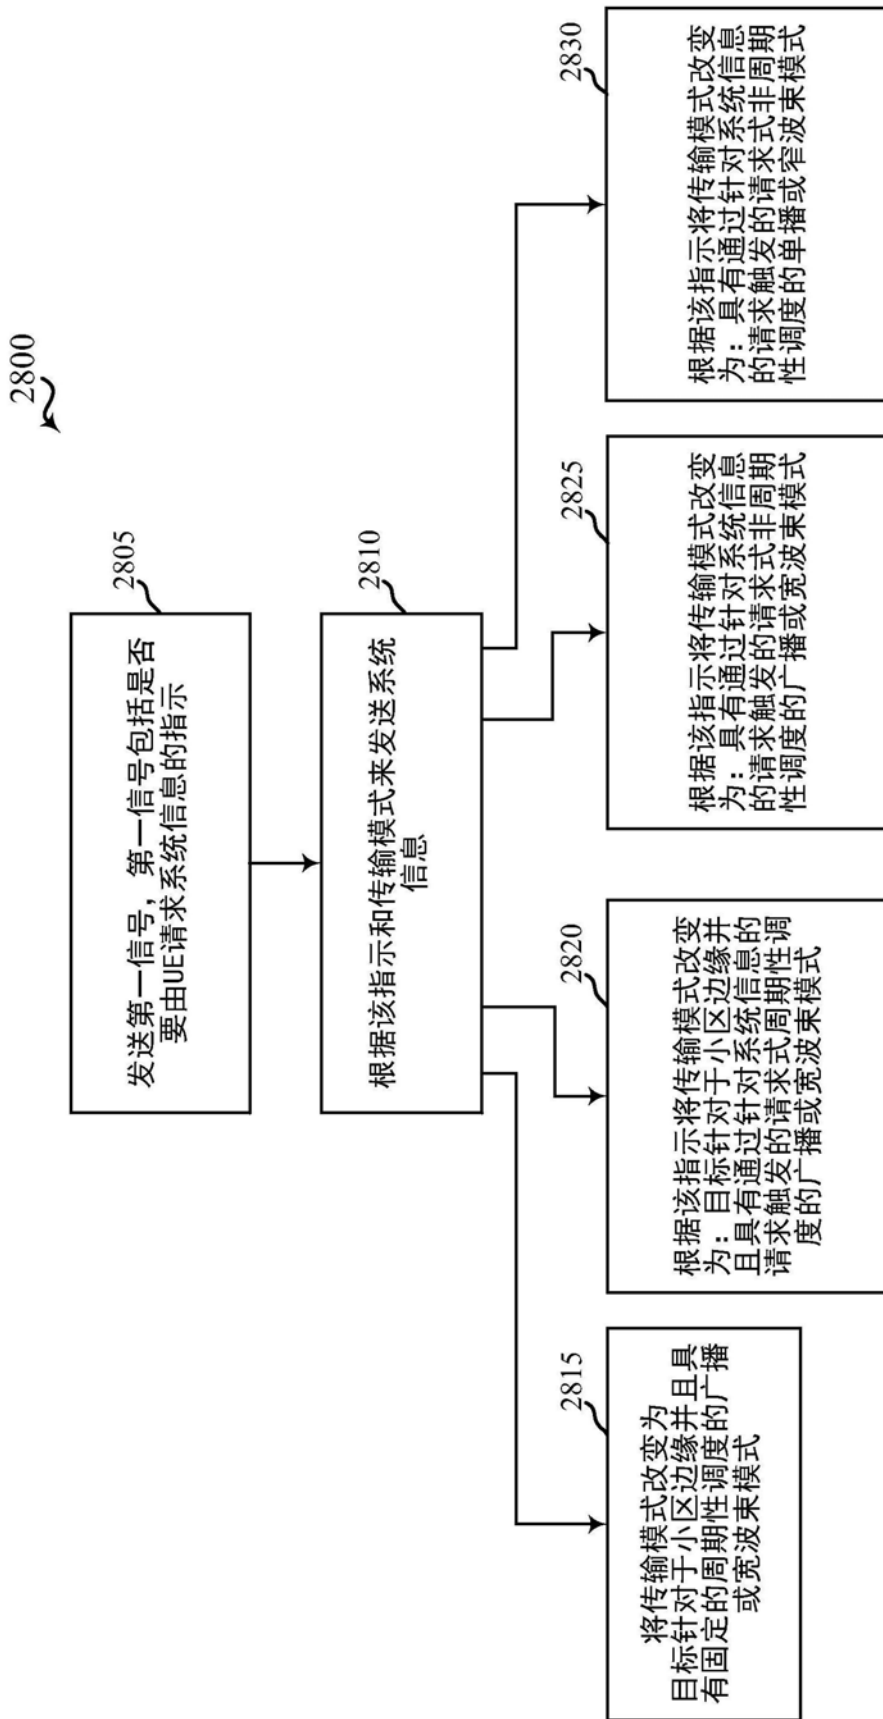 2800
2805
发送第一信号，第一信号包括是否
要由UE请求系统信息的指示
2810
根据该指示和传输模式来发送系统
信息
2815
将传输模式改变为
目标针对于小区边缘并且具
有固定的周期性调度的广播
或宽波束模式
2820
根据该指示将传输模式改变
为：目标针对于小区边缘并
且具有通过针对系统信息的
请求触发的请求式周期性调
度的广播或宽波束模式
2825
根据该指示将传输模式改变
为：具有通过针对系统信息
的请求触发的请求式非周期
性调度的广播或宽波束模式
2830
根据该指示将传输模式改变
为：具有通过针对系统信息
的请求触发的请求式非周期
性调度的单播或窄波束模式